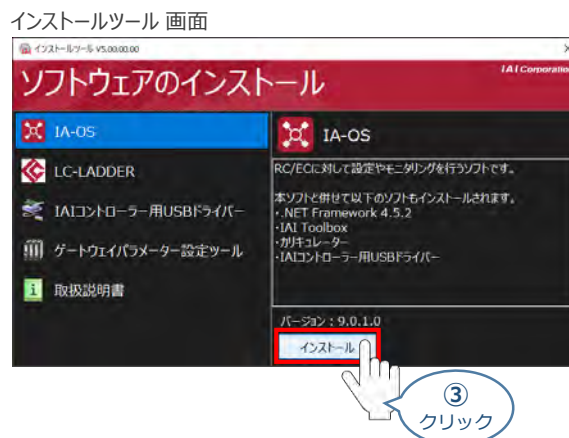 インストールツール 画面
インストールツール V5.00.00.00
ソフトウェアのインストール
IAI Corporation
IA-OS
LC-LADDER
IAIコントローラー用USBドライバー
ゲートウェイパラメーター設定ツール
取扱説明書
IA-OS
RC/ECに対して設定やモニタリングを行うソフトです。
本ソフトと併せて以下のソフトもインストールされます。
・.NET Framework 4.5.2
・IAI Toolbox
・カリキュレーター
・IAIコントローラー用USBドライバー
バージョン : 9.0.1.0
インストール
③
クリック